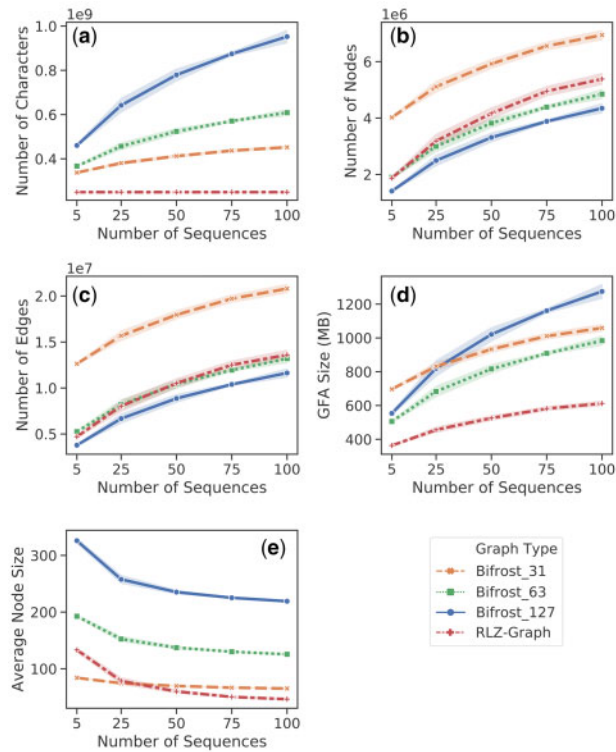 1e9
(a)
Number of Characters
1.0
0.8
0.6
0.4
5 25 50 75 100
Number of Sequences
1e6
(b)
Number of Nodes
6
4
2
5 25 50 75 100
Number of Sequences
1e7
(c)
Number of Edges
2.0
1.5
1.0
0.5
5 25 50 75 100
Number of Sequences
(d)
GFA Size (MB)
1200
1000
800
600
400
5 25 50 75 100
Number of Sequences
(e)
Average Node Size
300
200
100
5 25 50 75 100
Number of Sequences
Graph Type
Bifrost_31
Bifrost_63
Bifrost_127
RLZ-Graph